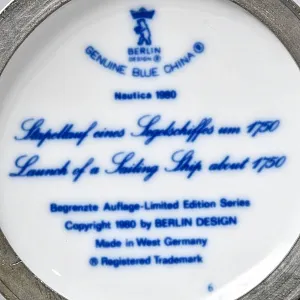 BERLIN
DESIGN ®
GENUINE BLUE CHINA ®
Nautica 1980
Stapellauf eines Segelschiffes um 1750
Launch of a Sailing Ship about 1750
Begrenzte Auflage-Limited Edition Series
Copyright 1980 by BERLIN DESIGN
Made in West Germany
® Registered Trademark
6